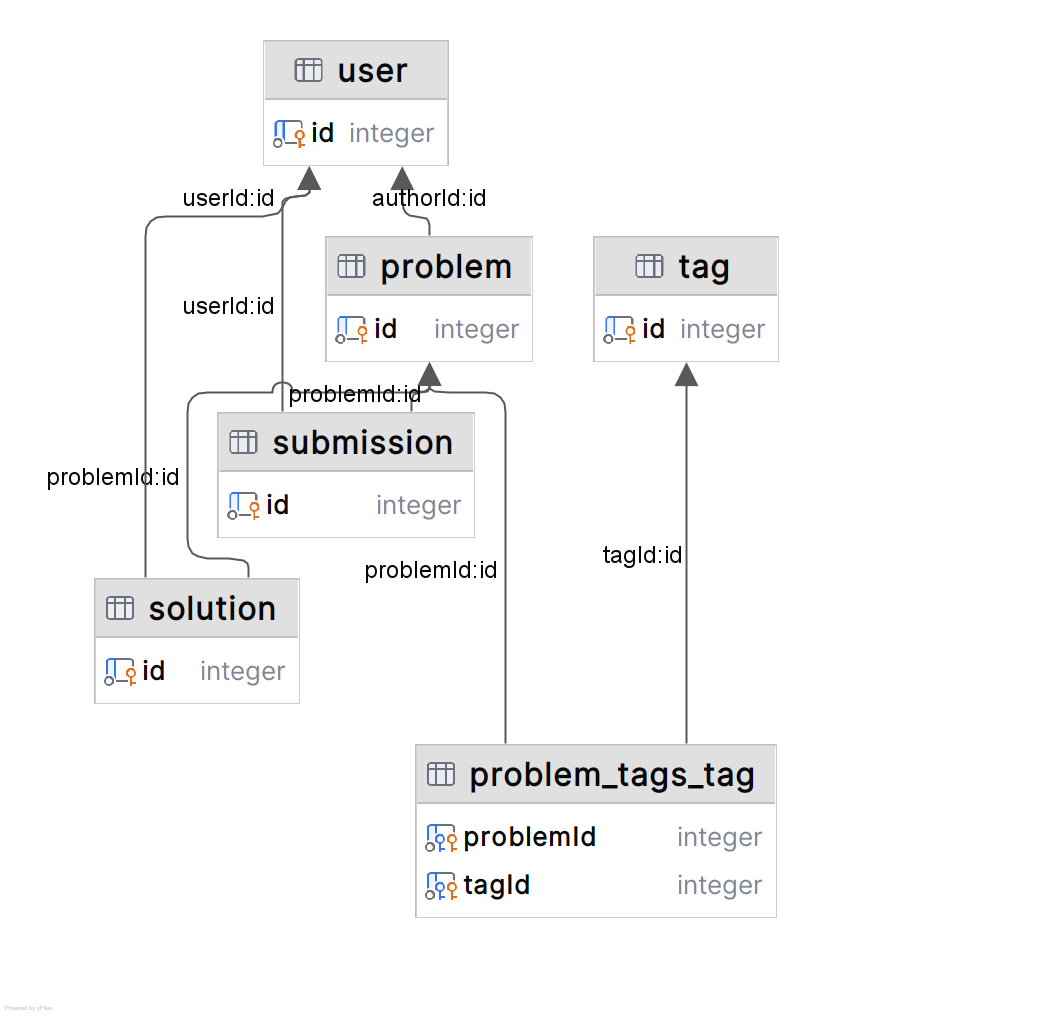 user
id integer
userId:id
authorId:id
problem
id integer
tag
id integer
userId:id
problemId:id
submission
id integer
problemId:id
solution
id integer
problemId:id
tagId:id
problem_tags_tag
problemId integer
tagId integer
Powered by yFiles